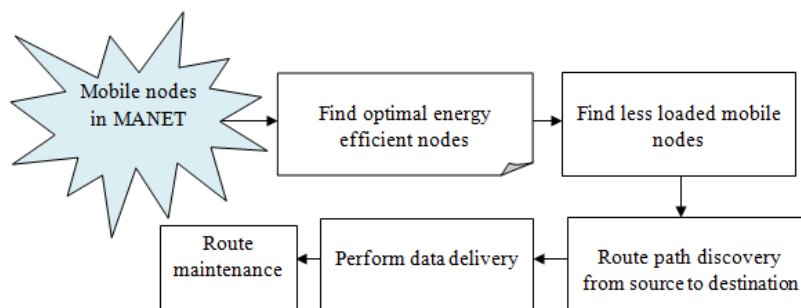 Mobile nodes
in MANET
Find optimal energy
efficient nodes
Find less loaded mobile
nodes
Route path discovery
from source to destination
Perform data delivery
Route
maintenance